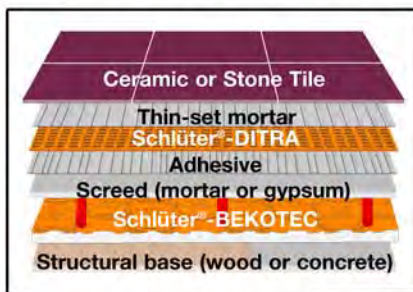 Ceramic or Stone Tile
Thin-set mortar
Schlüter®-DITRA
Adhesive
Screed (mortar or gypsum)
Schlüter®-BEKOTEC
Structural base (wood or concrete)